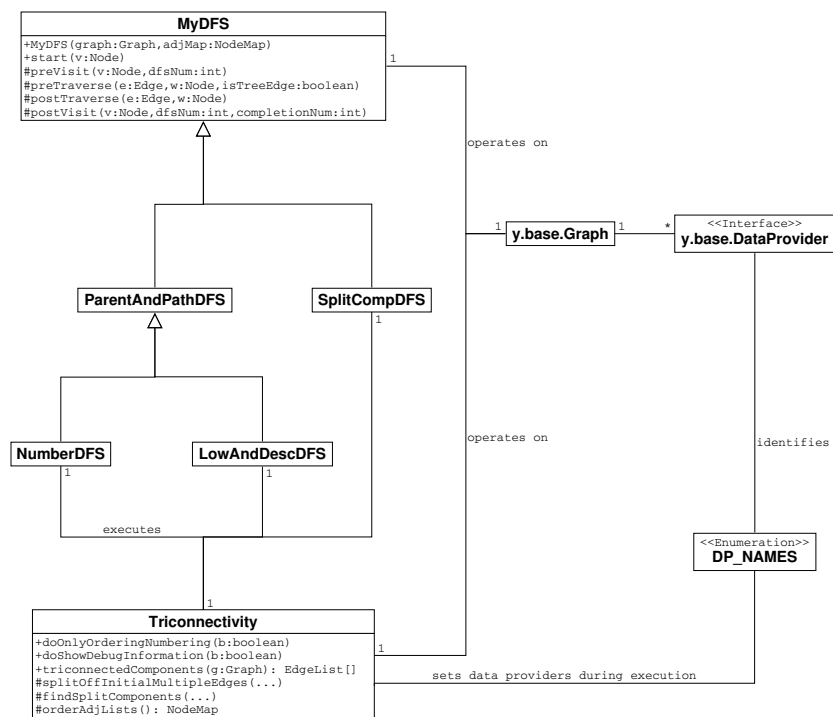 MyDFS
+MyDFS(graph:Graph,adjMap:NodeMap)
+start(v:Node)
#preVisit(v:Node,dfsNum:int)
#preTraverse(e:Edge,w:Node,isTreeEdge:boolean)
#postTraverse(e:Edge,w:Node)
#postVisit(v:Node,dfsNum:int,completionNum:int)
1
operates on
1
y.base.Graph
1
*
<<Interface>>
y.base.DataProvider
ParentAndPathDFS
SplitCompDFS
1
NumberDFS
1
LowAndDescDFS
1
operates on
identifies
executes
<<Enumeration>>
DP_NAMES
1
Triconnectivity
+doOnlyOrderingNumbering(b:boolean)
+doShowDebugInformation(b:boolean)
+triconnectedComponents(g:Graph): EdgeList[]
#splitOffInitialMultipleEdges(...)
#findSplitComponents(...)
#orderAdjLists(): NodeMap
1
sets data providers during execution